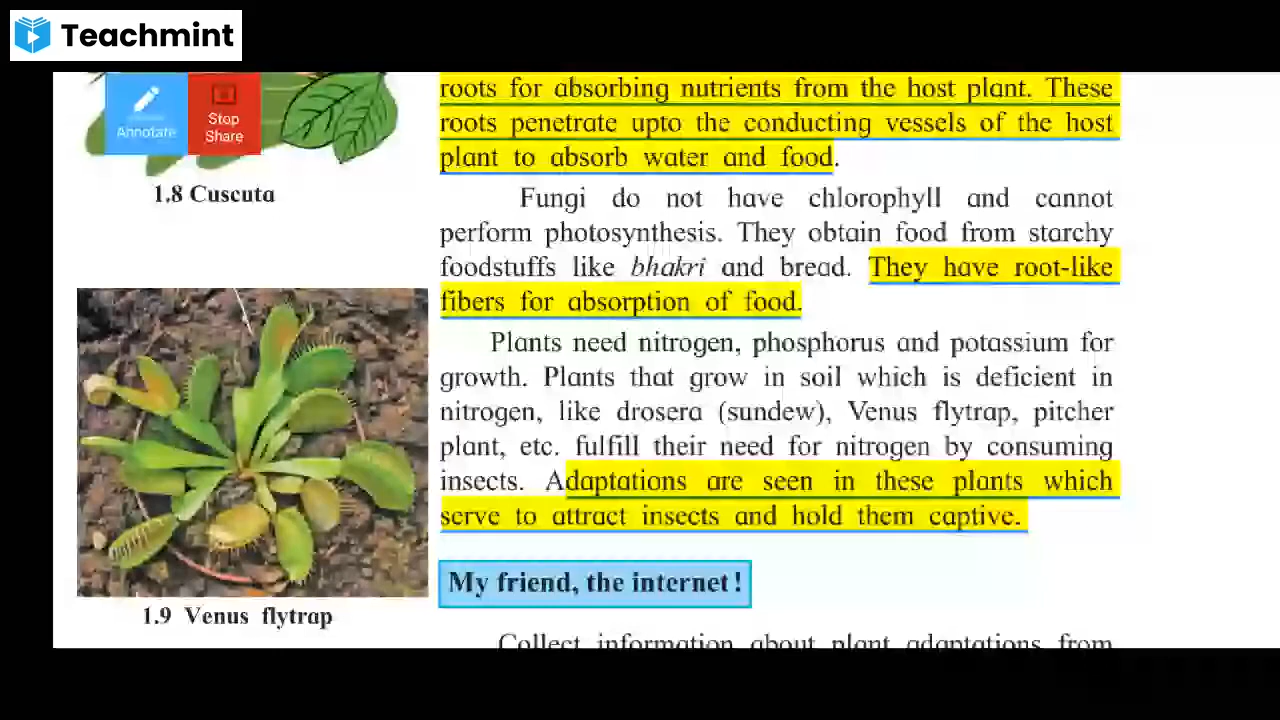 Teachmint
Annotate
Stop
Share
1.8 Cuscuta
1.9 Venus flytrap
roots for absorbing nutrients from the host plant. These
roots penetrate upto the conducting vessels of the host
plant to absorb water and food.
Fungi do not have chlorophyll and cannot
perform photosynthesis. They obtain food from starchy
foodstuffs like bhakri and bread. They have root-like
fibers for absorption of food.
Plants need nitrogen, phosphorus and potassium for
growth. Plants that grow in soil which is deficient in
nitrogen, like drosera (sundew), Venus flytrap, pitcher
plant, etc. fulfill their need for nitrogen by consuming
insects. Adaptations are seen in these plants which
serve to attract insects and hold them captive.
My friend, the internet!
Collect information about plant adaptations from